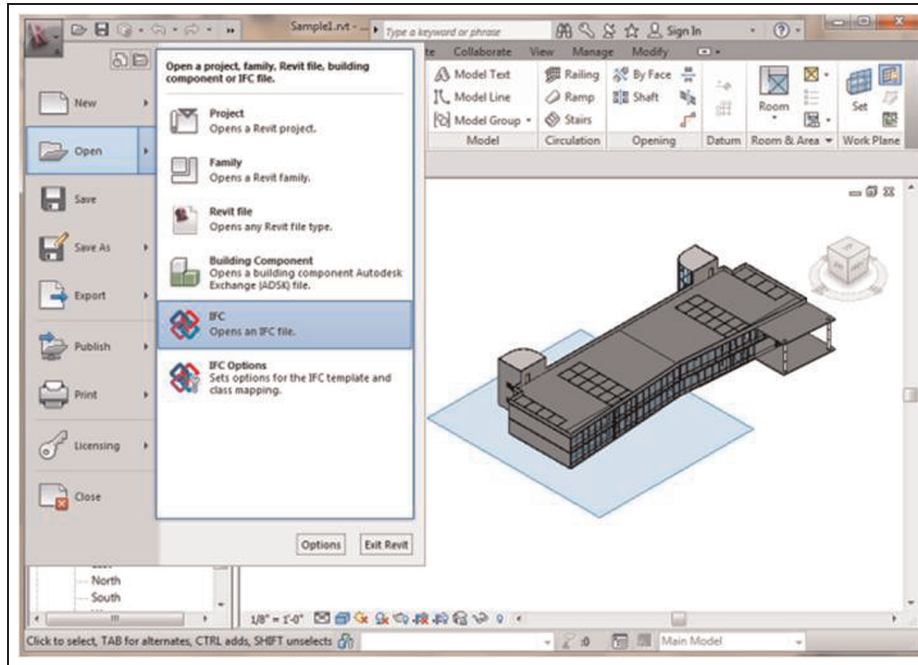 Sample1.rvt - ...
Type a keyword or phrase
Sign In
te Collaborate View Manage Modify
Open a project, family, Revit file, building
component or IFC file.
New
Open
Save
Save As
Export
Publish
Print
Licensing
Close
Project
Opens a Revit project.
Family
Opens a Revit family.
Revit file
Opens any Revit file type.
Building Component
Opens a building component Autodesk
Exchange (ADSK) file.
IFC
Opens an IFC file.
IFC Options
Sets options for the IFC template and
class mapping.
Options Exit Revit
Model Text
Model Line
Model Group
Model
Railing
Ramp
Stairs
Circulation
By Face
Shaft
Opening
Datum
Room
Room & Area
Set
Work Plane
North
South
1/8" = 1'-0"
Click to select, TAB for alternates, CTRL adds, SHIFT unselects
:0
Main Model